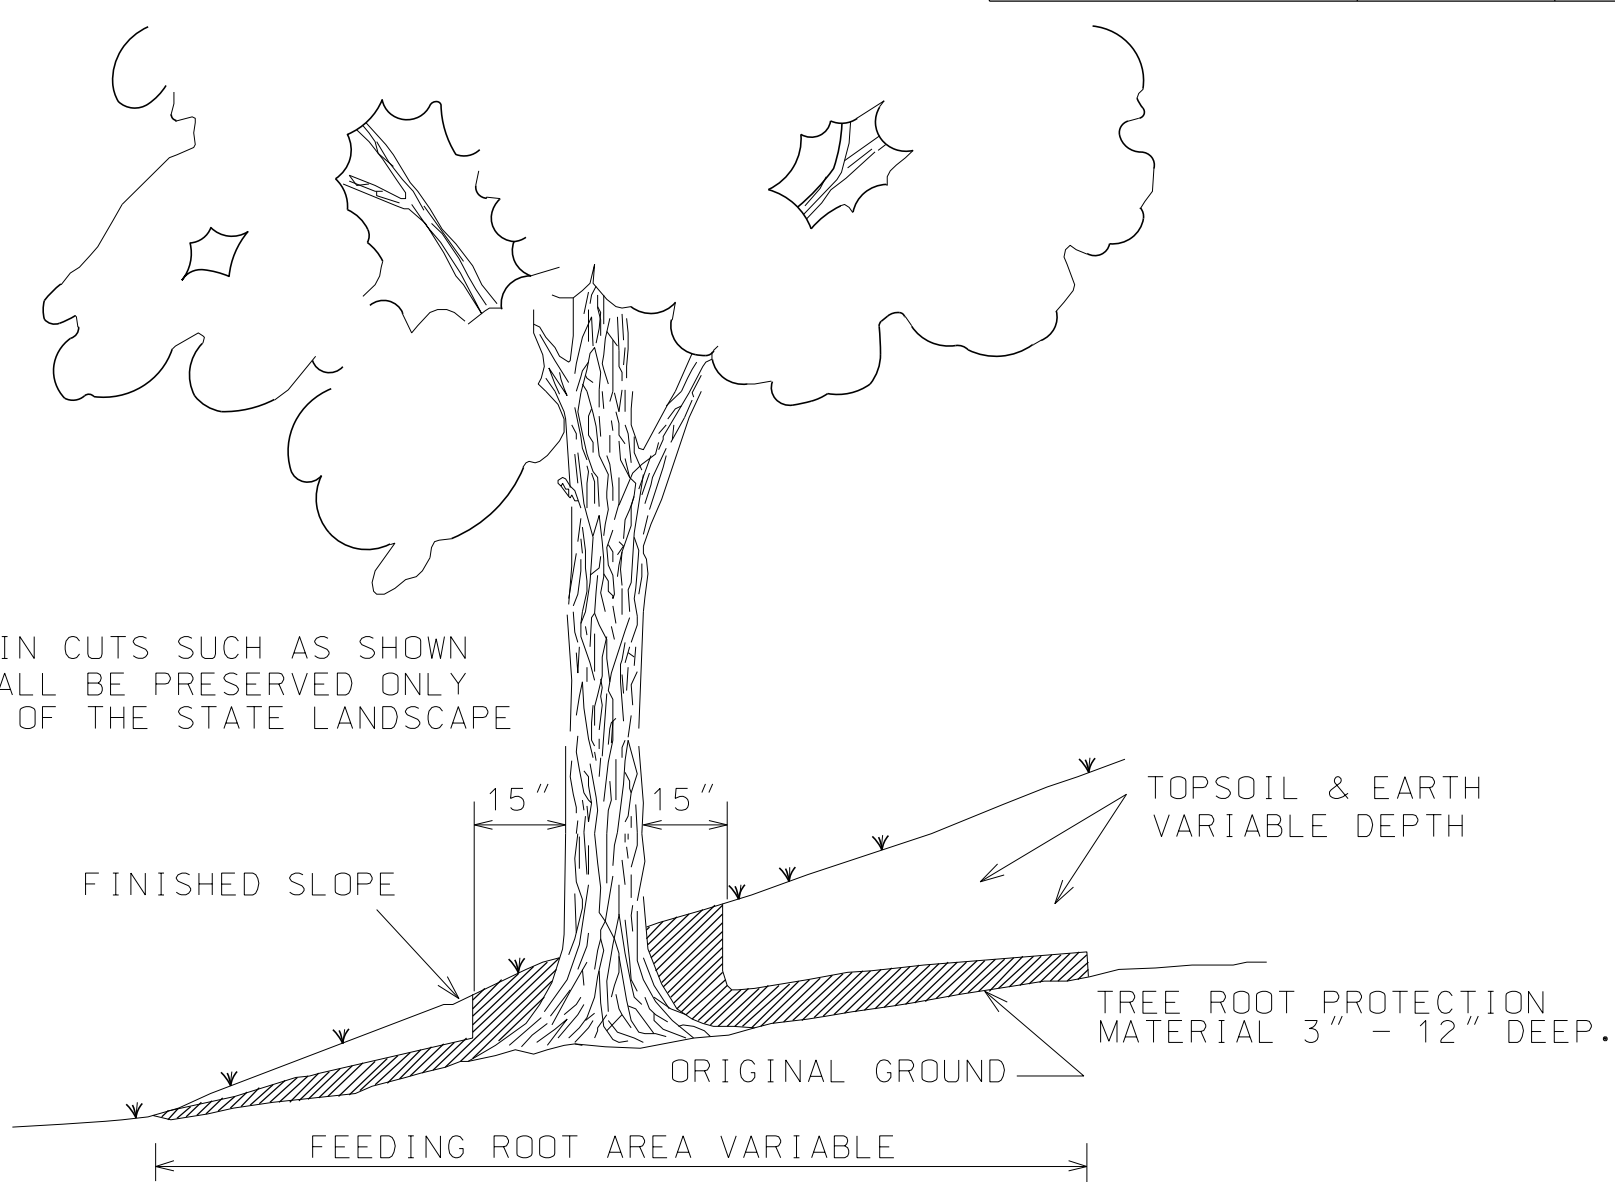 IN CUTS SUCH AS SHOWN
ALL BE PRESERVED ONLY
OF THE STATE LANDSCAPE
15" 15"
TOPSOIL & EARTH
VARIABLE DEPTH
FINISHED SLOPE
TREE ROOT PROTECTION
MATERIAL 3" - 12" DEEP.
ORIGINAL GROUND
FEEDING ROOT AREA VARIABLE